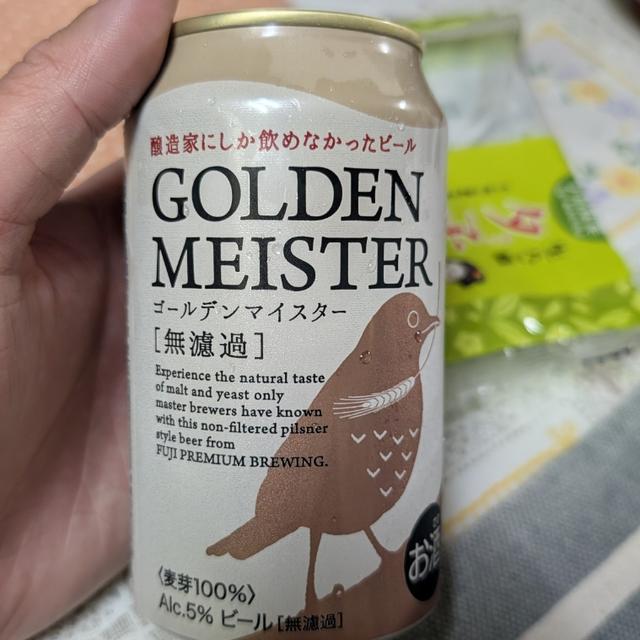 醸造家にしか飲めなかったビール
GOLDEN
MEISTER
ゴールデンマイスター
[無濾過]
Experience the natural taste
of malt and yeast only
master brewers have known
with this non-filtered pilsner
style beer from
FUJI PREMIUM BREWING.
〈麦芽100%〉
Alc.5% ビール[無濾過]
お酒